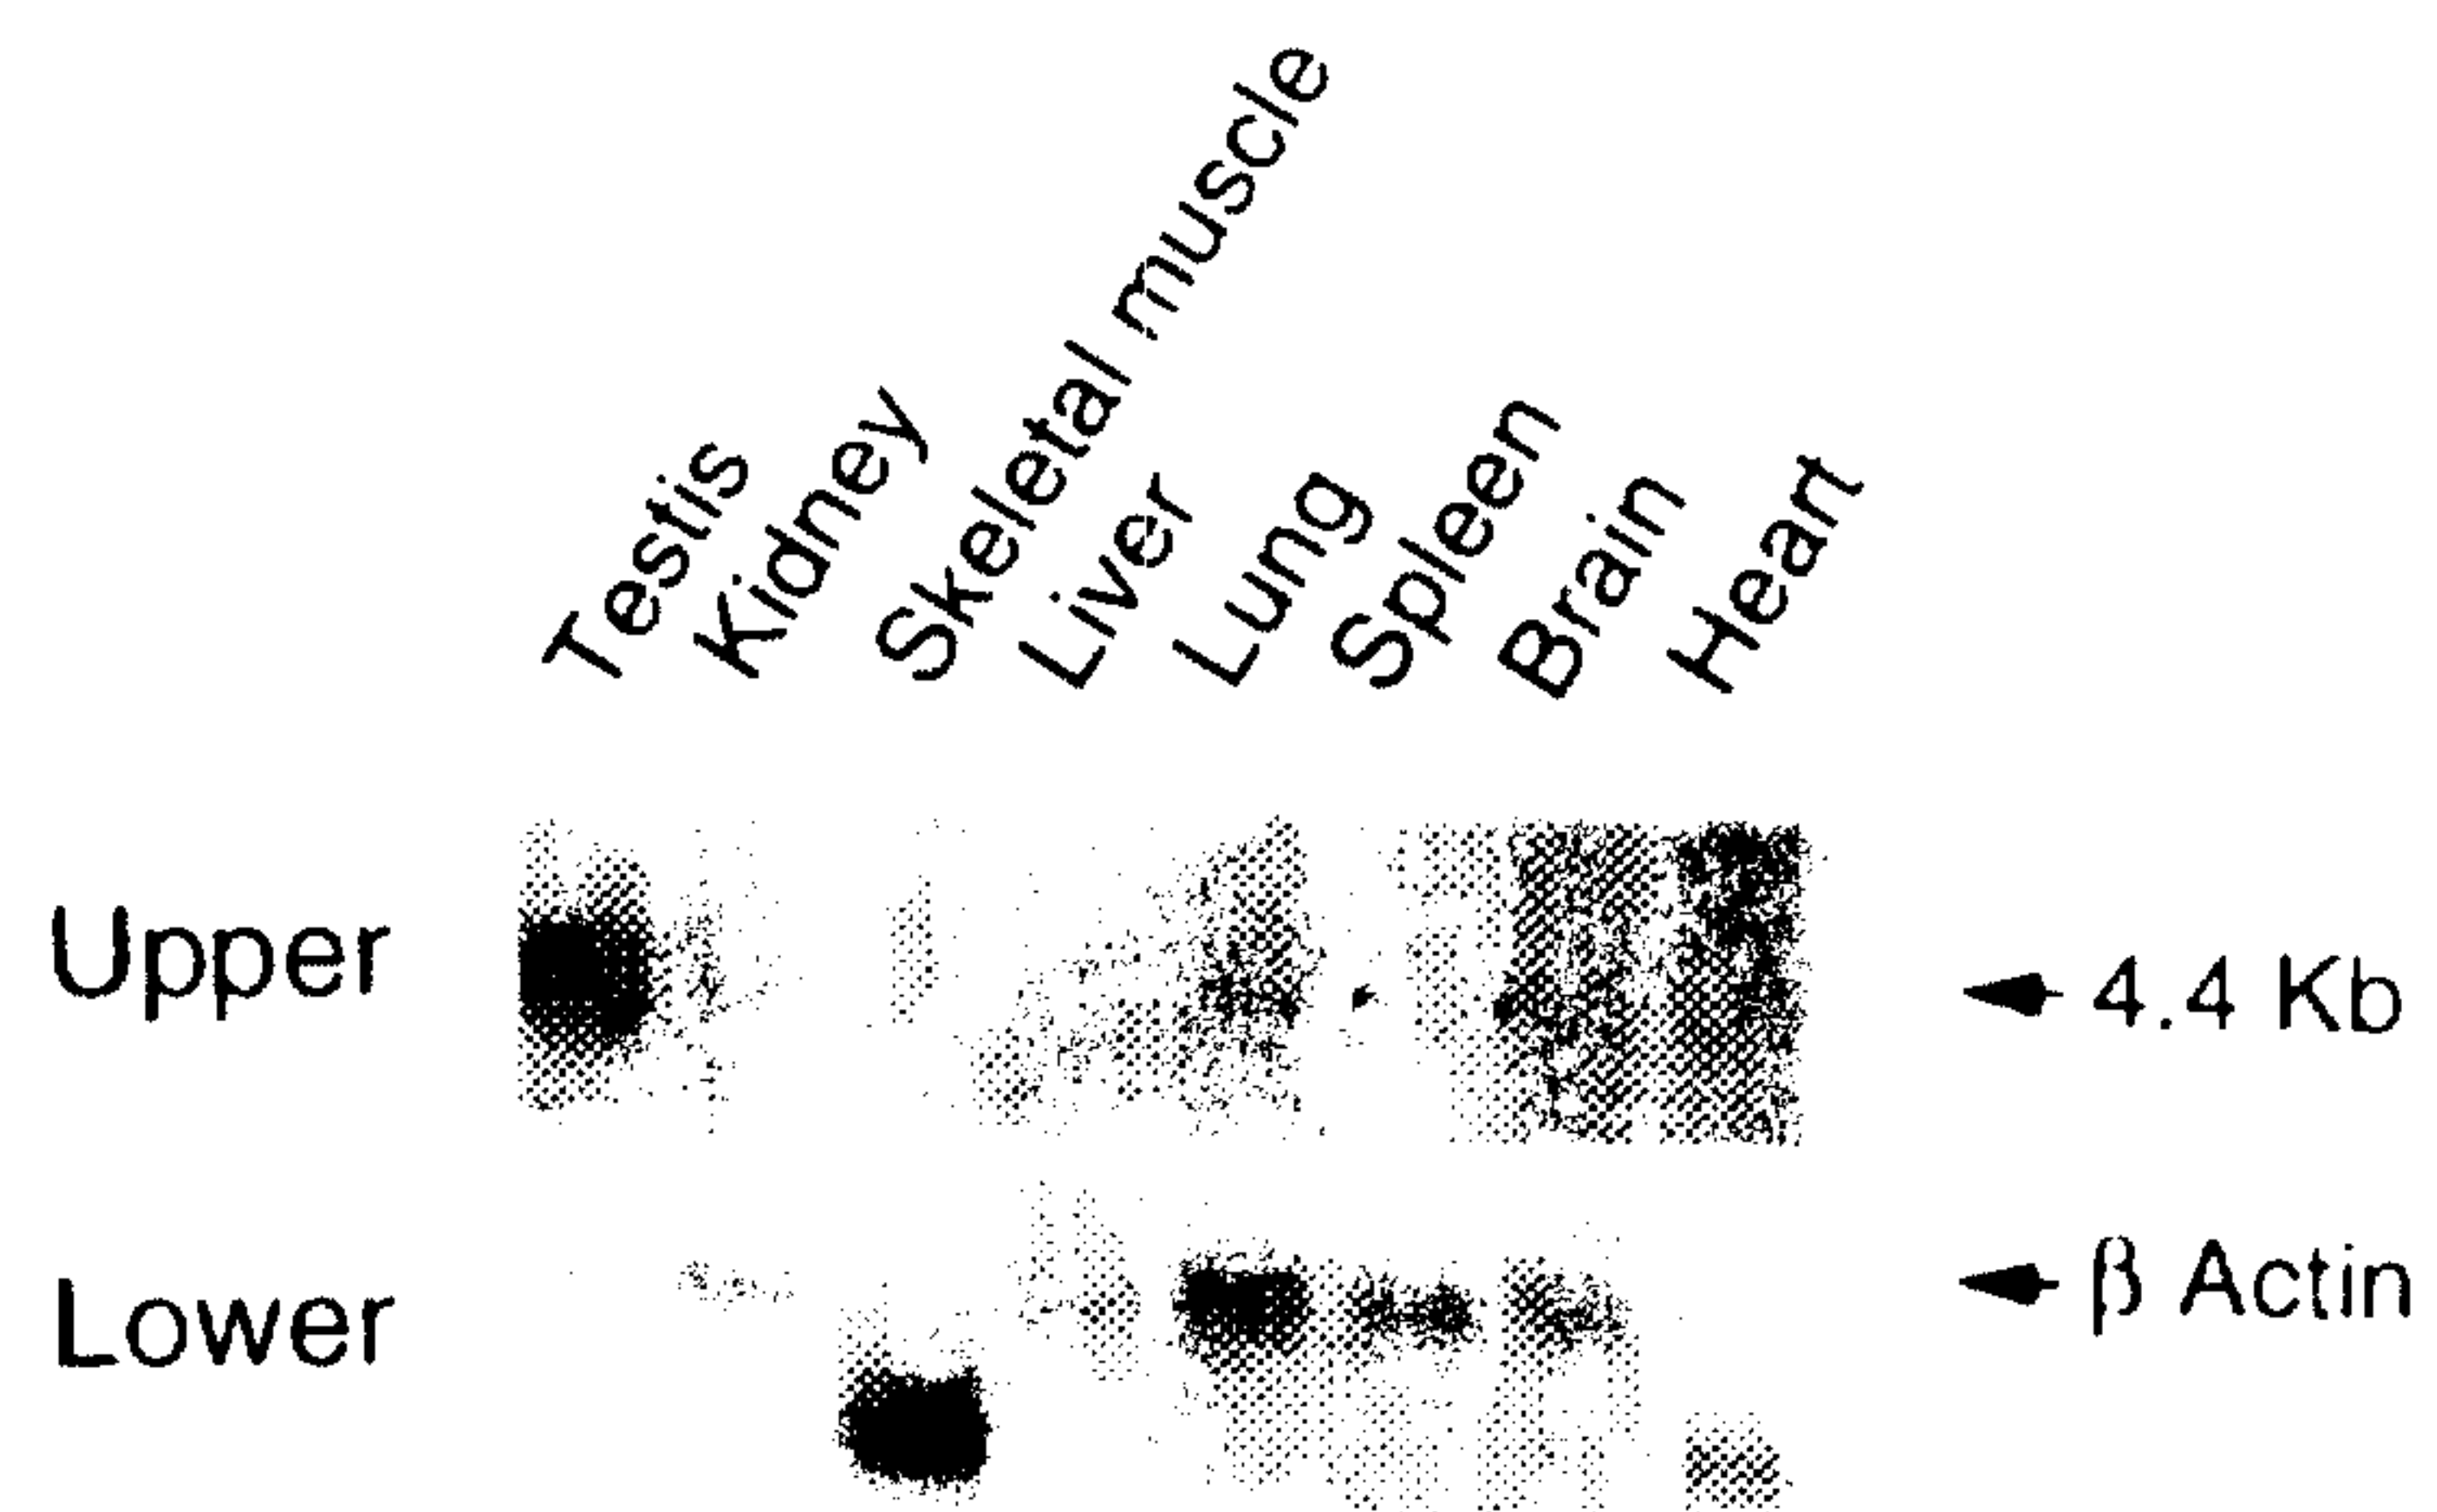 Testis
Kidney
Skeletal muscle
Liver
Lung
Spleen
Brain
Heart
Upper
4.4 Kb
β Actin
Lower